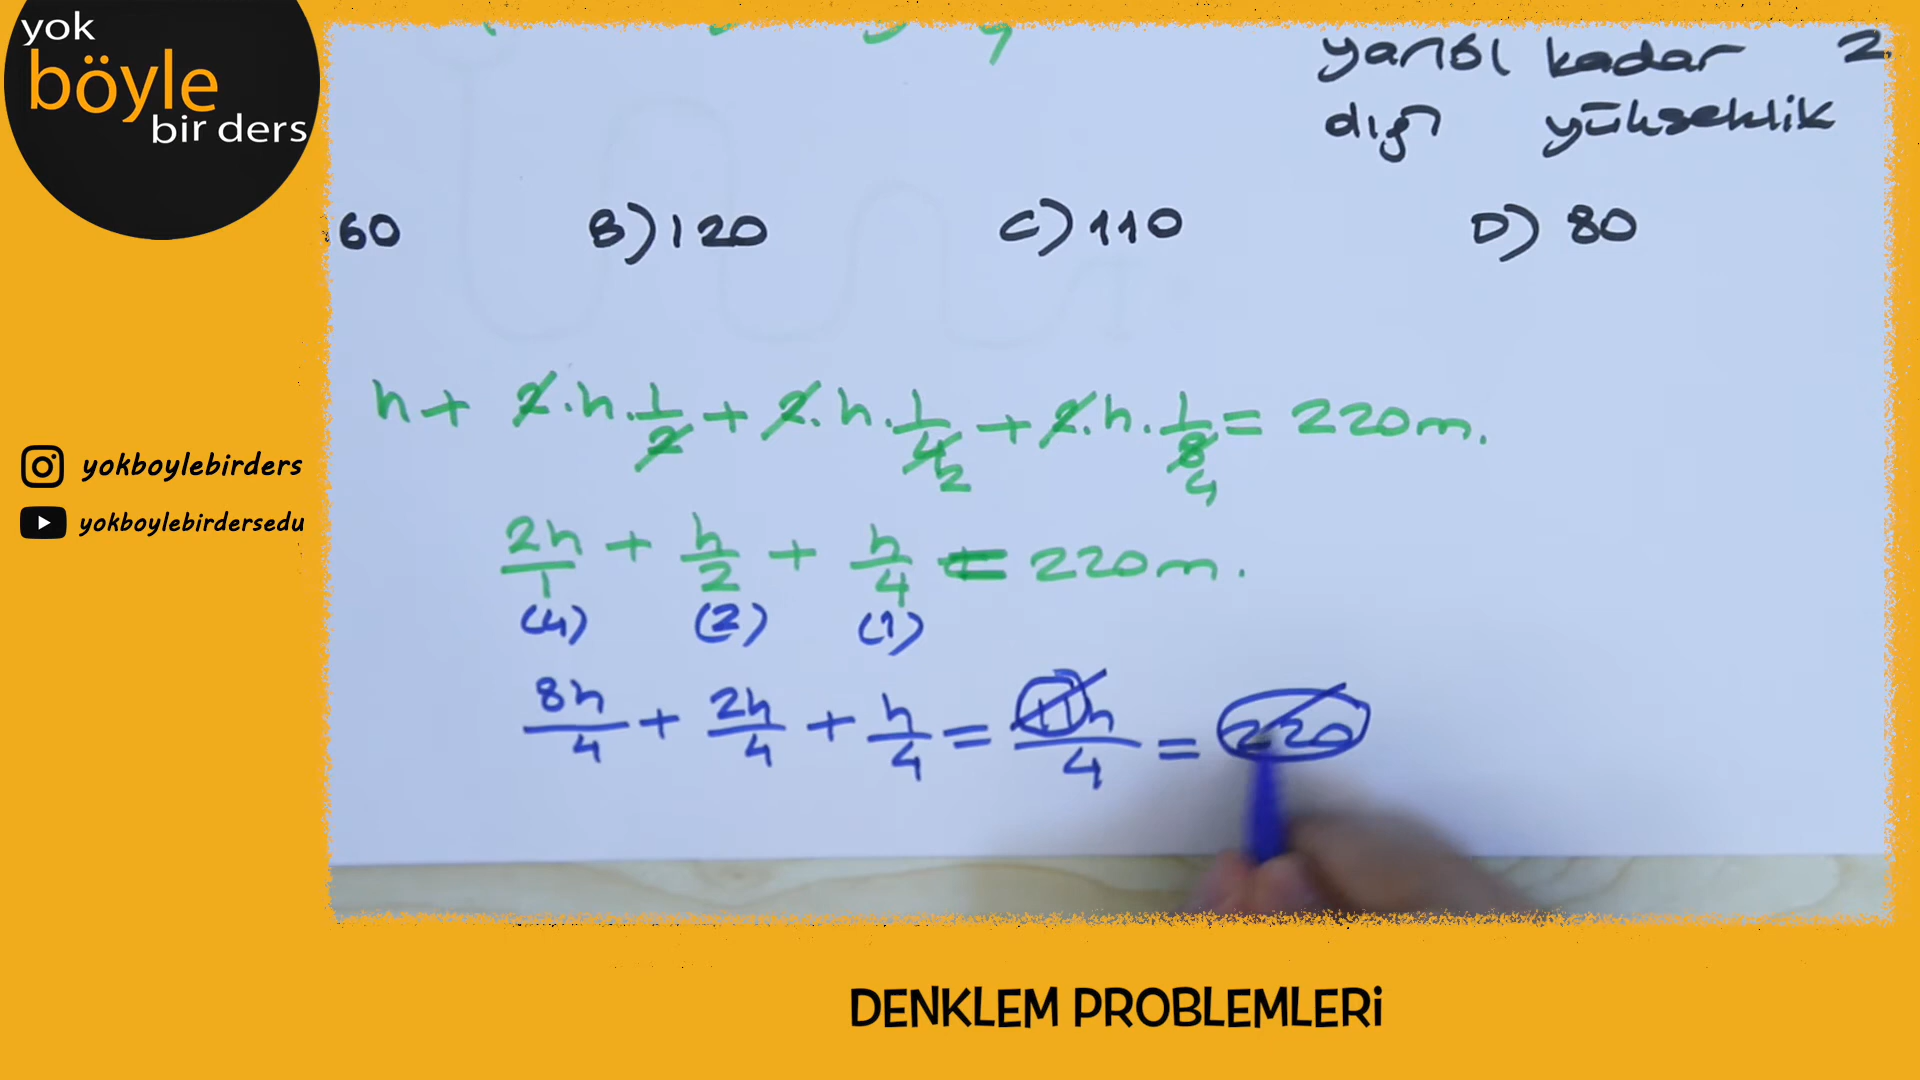 yok
böyle
bir ders
yarısı kadar
dığı yükseklik
60 B) 120 C) 110 D) 80
h + 2.h.1/2 + 2.h.1/4 2 + 2.h.1/8 4 = 220m.
2h/1 + h/2 + h/4 = 220m.
(4) (2) (1)
8h/4 + 2h/4 + h/4 = 11h/4 = 220
yokboylebirders
yokboylebirdersedu
DENKLEM PROBLEMLERİ